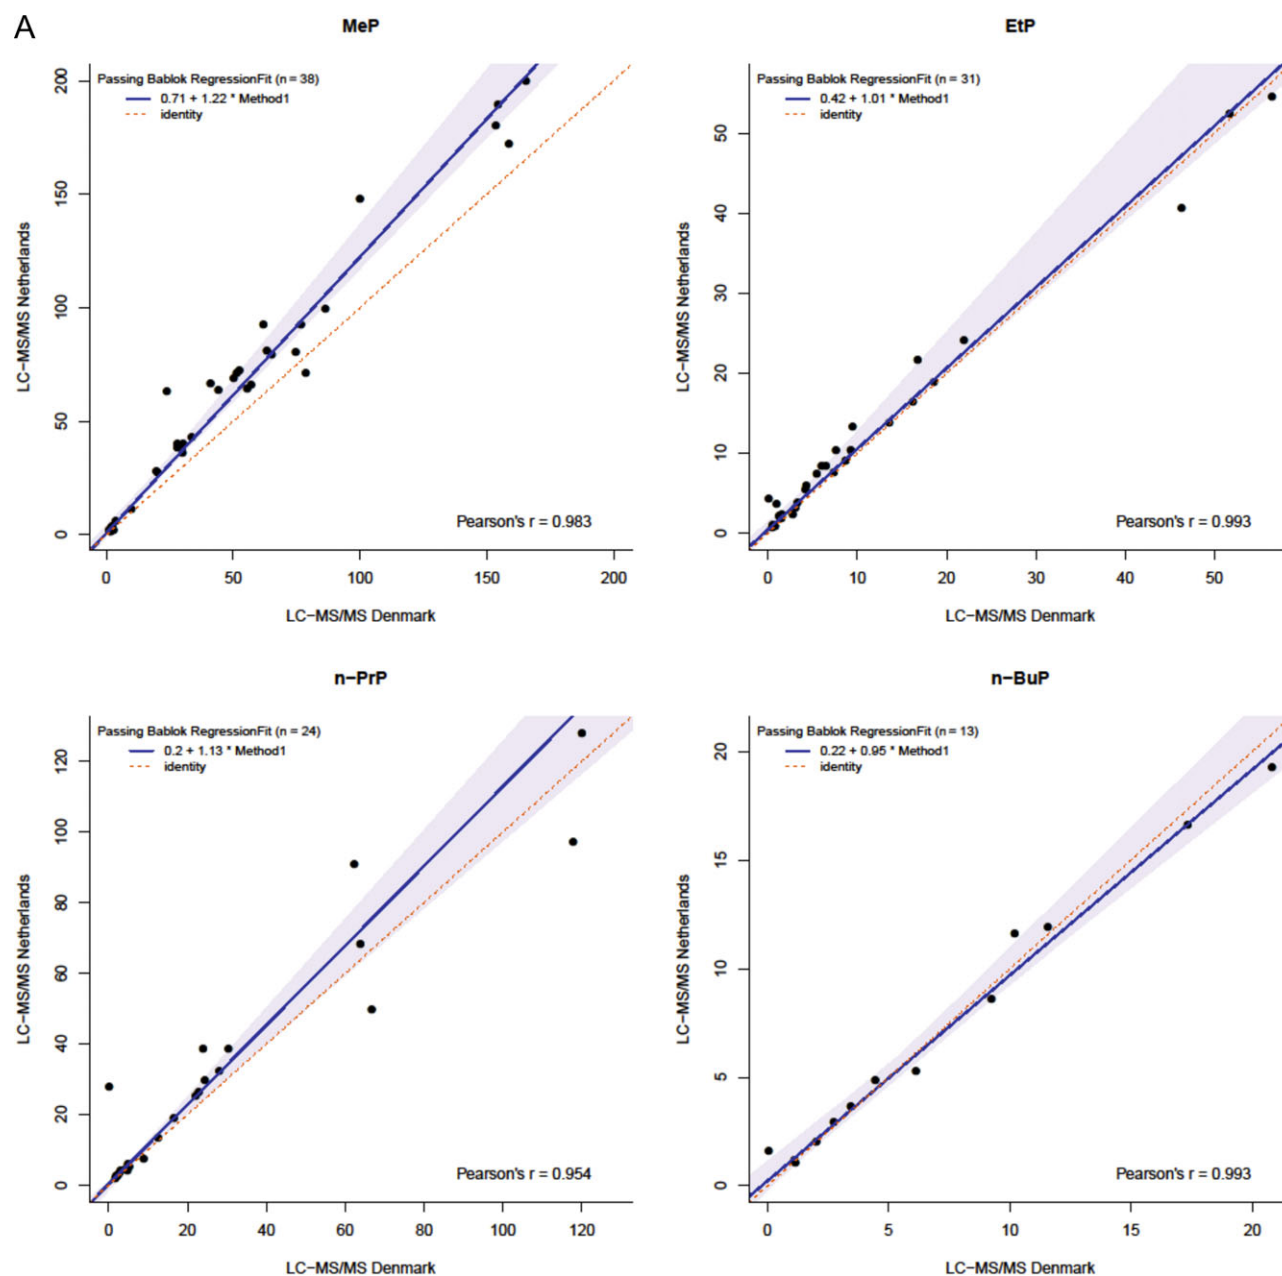 A
MeP
Passing Bablok RegressionFit (n = 38)
0.71 + 1.22 * Method1
identity
200
150
100
50
0
LC−MS/MS Netherlands
Pearson's r = 0.983
0 50 100 150 200
LC−MS/MS Denmark
EtP
Passing Bablok RegressionFit (n = 31)
0.42 + 1.01 * Method1
identity
50
40
30
20
10
0
LC−MS/MS Netherlands
Pearson's r = 0.993
0 10 20 30 40 50
LC−MS/MS Denmark
n−PrP
Passing Bablok RegressionFit (n = 24)
0.2 + 1.13 * Method1
identity
120
100
80
60
40
20
0
LC−MS/MS Netherlands
Pearson's r = 0.954
0 20 40 60 80 100 120
LC−MS/MS Denmark
n−BuP
Passing Bablok RegressionFit (n = 13)
0.22 + 0.95 * Method1
identity
20
15
10
5
0
LC−MS/MS Netherlands
Pearson's r = 0.993
0 5 10 15 20
LC−MS/MS Denmark